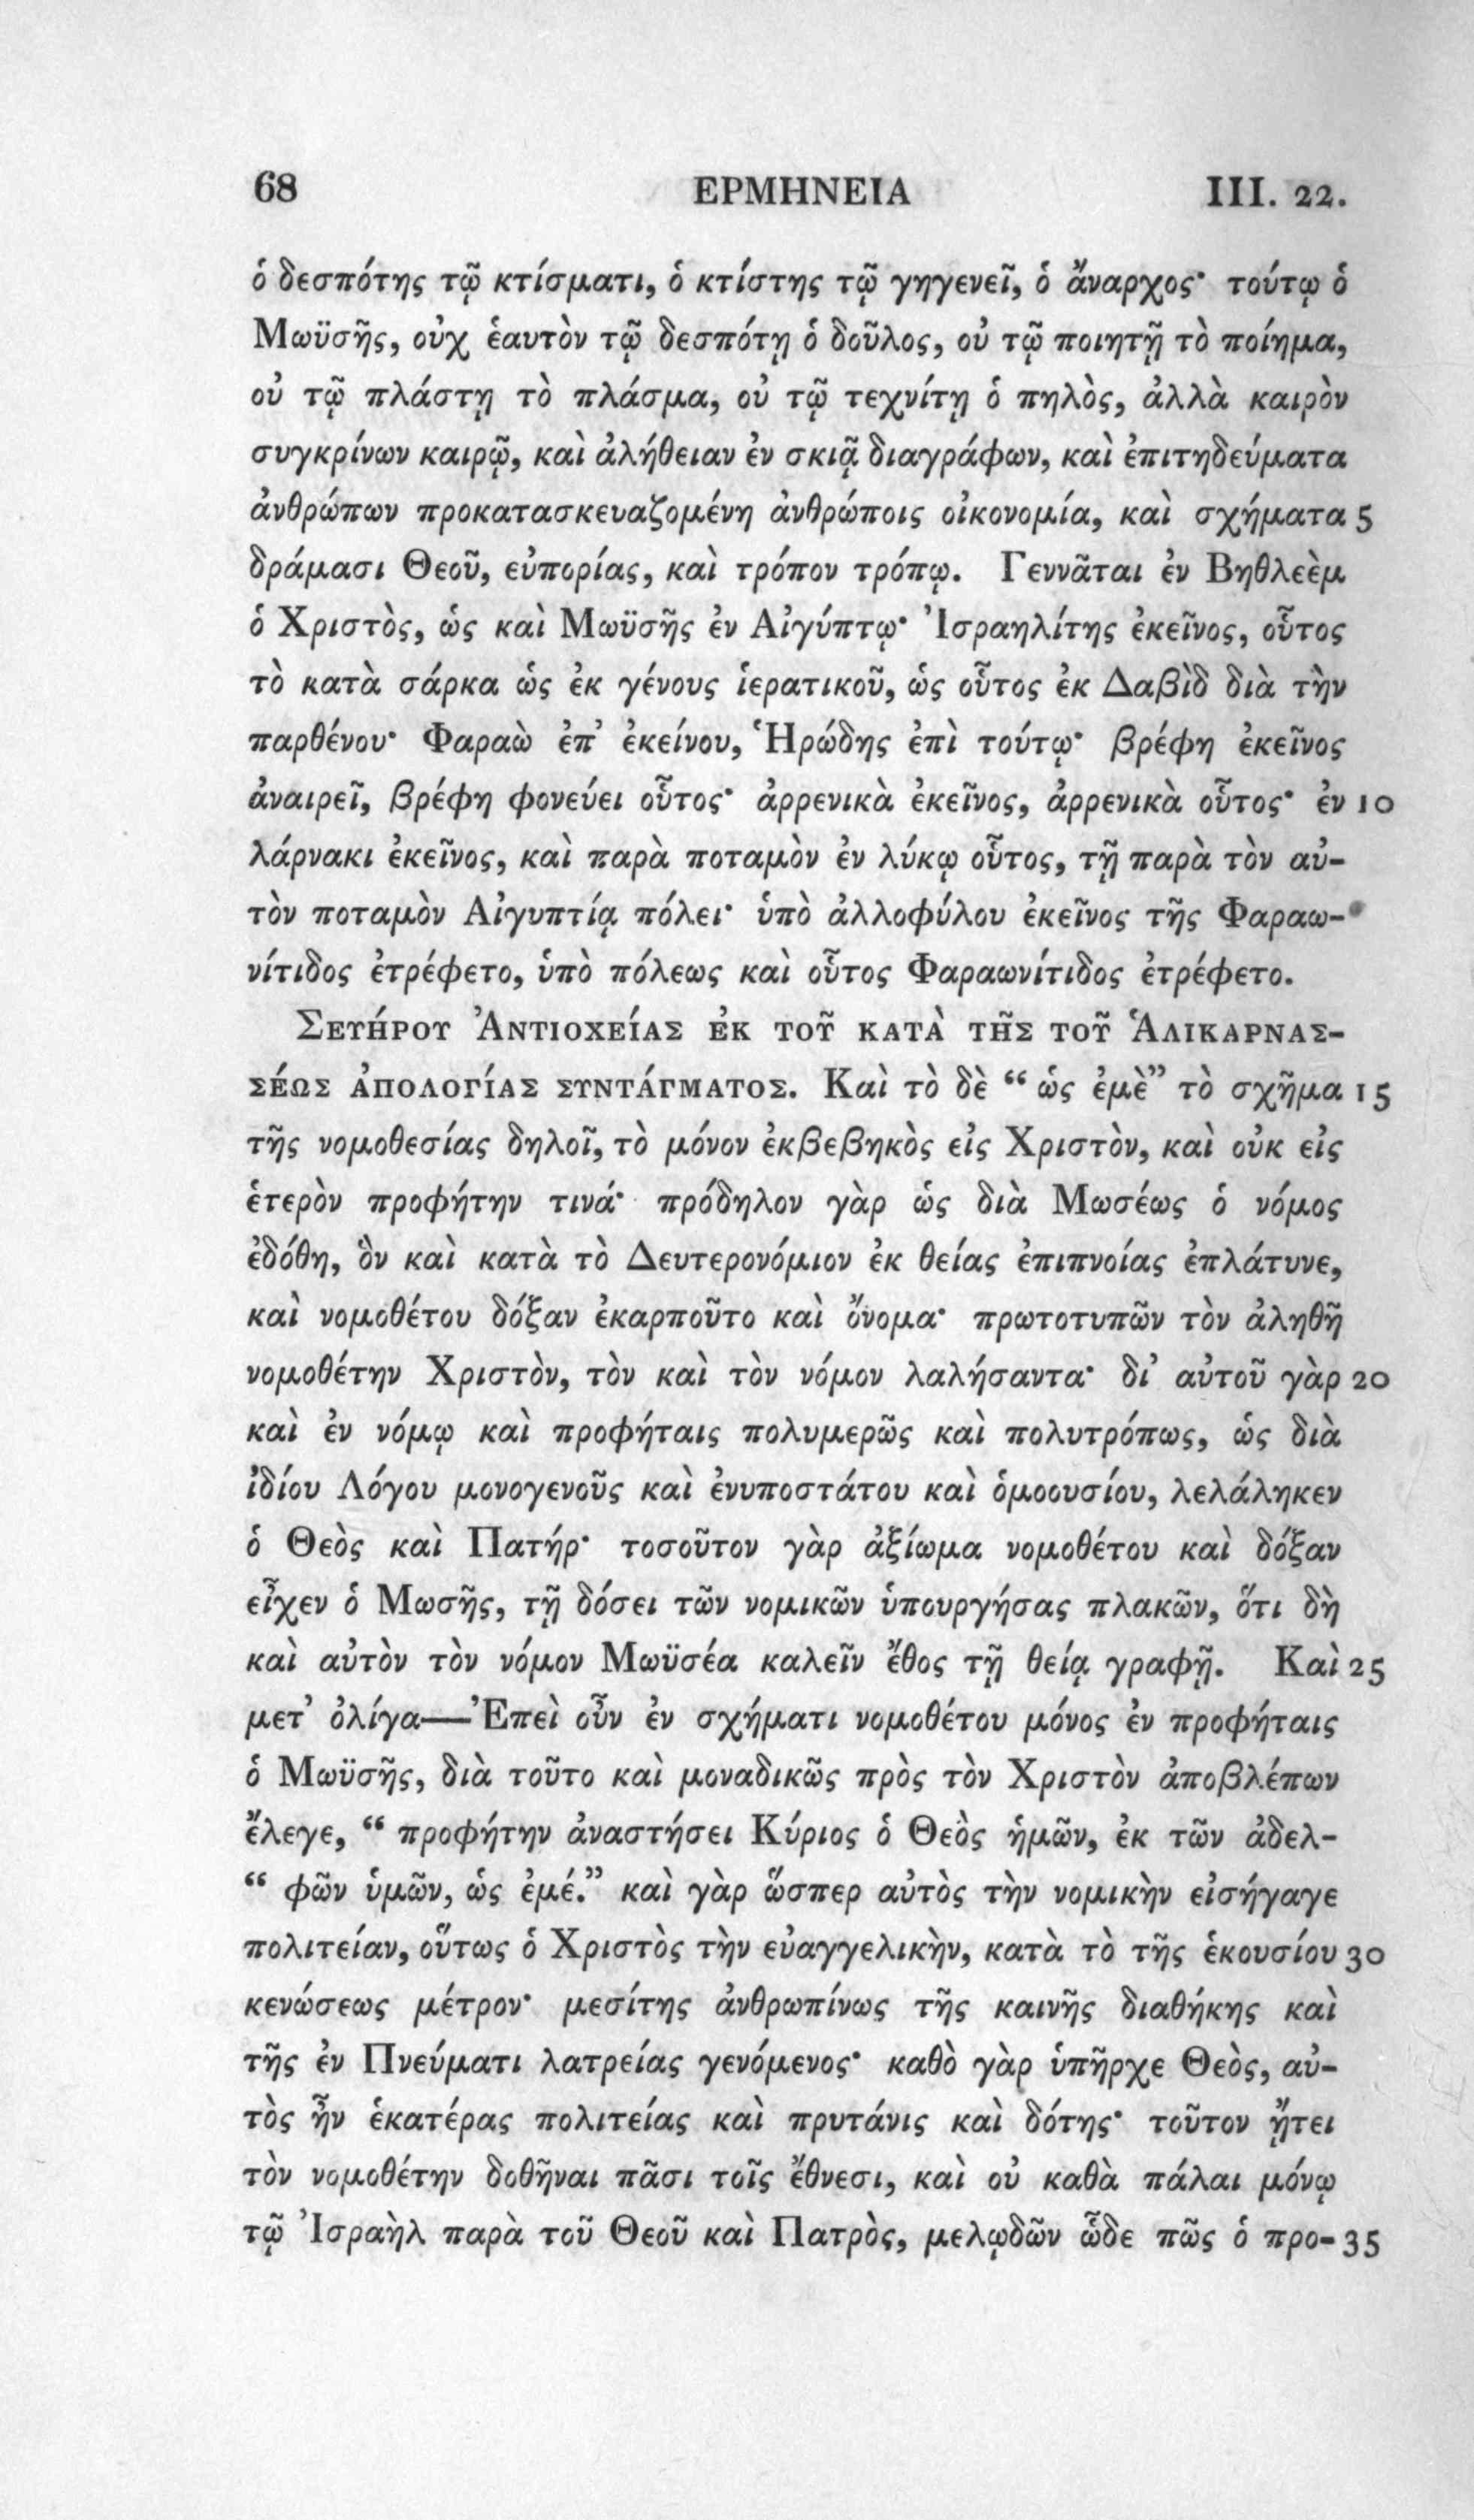 68 ΕΡΜΗΝΕΙΑ III. 22.
ὁ δεσπότης τῷ κτίσματι, ὁ κτίστης τῷ γηγενεῖ, ὁ ἄναρχος· τούτῳ ὁ
Μωϋσῆς, οὐχ ἑαυτὸν τῷ δεσπότῃ ὁ δοῦλος, οὐ τῷ ποιητῇ τὸ ποίημα,
οὐ τῷ πλάστῃ τὸ πλάσμα, οὐ τῷ τεχνίτῃ ὁ πηλὸς, ἀλλὰ καιρὸν
συγκρίνων καιρῷ, καὶ ἀλήθειαν ἐν σκιᾷ διαγράφων, καὶ ἐπιτηδεύματα
ἀνθρώπων προκατασκευαζομένη ἀνθρώποις οἰκονομία, καὶ σχήματα 5
δράμασι Θεοῦ, εὐπορίας, καὶ τρόπον τρόπῳ. Γεννᾶται ἐν Βηθλεὲμ
ὁ Χριστὸς, ὡς καὶ Μωϋσῆς ἐν Αἰγύπτῳ· Ἰσραηλίτης ἐκεῖνος, οὗτος
τὸ κατὰ σάρκα ὡς ἐκ γένους ἱερατικοῦ, ὡς οὗτος ἐκ Δαβὶδ διὰ τὴν
παρθένου· Φαραὼ ἐπ’ ἐκείνου, Ἡρώδης ἐπὶ τούτῳ· βρέφη ἐκεῖνος
ἀναιρεῖ, βρέφη φονεύει οὗτος· ἀρρενικὰ ἐκεῖνος, ἀρρενικὰ οὗτος· ἐν 10
λάρνακι ἐκεῖνος, καὶ παρὰ ποταμὸν ἐν λύκῳ οὗτος, τῇ παρὰ τὸν αὐ-
τὸν ποταμὸν Αἰγυπτίᾳ πόλει· ὑπὸ ἀλλοφύλου ἐκεῖνος τῆς Φαραω-
νίτιδος ἐτρέφετο, ὑπὸ πόλεως καὶ οὗτος Φαραωνίτιδος ἐτρέφετο.
Σευήρου Ἀντιοχείας ἐκ τοῦ κατὰ τῆς τοῦ Ἁλικαρνας-
σέως ἀπολογίας συντάγματος. Καὶ τὸ δὲ “ ὡς ἐμὲ” τὸ σχῆμα 15
τῆς νομοθεσίας δηλοῖ, τὸ μόνον ἐκβεβηκὸς εἰς Χριστὸν, καὶ οὐκ εἰς
ἑτερὸν προφήτην τινά· πρόδηλον γὰρ ὡς διὰ Μωσέως ὁ νόμος
ἐδόθη, ὃν καὶ κατὰ τὸ Δευτερονόμιον ἐκ θείας ἐπιπνοίας ἐπλάτυνε,
καὶ νομοθέτου δόξαν ἐκαρποῦτο καὶ ὄνομα· πρωτοτυπῶν τὸν ἀληθῆ
νομοθέτην Χριστὸν, τὸν καὶ τὸν νόμον λαλήσαντα· δι’ αὐτοῦ γὰρ 20
καὶ ἐν νόμῳ καὶ προφήταις πολυμερῶς καὶ πολυτρόπως, ὡς διὰ
ἰδίου Λόγου μονογενοῦς καὶ ἐνυποστάτου καὶ ὁμοουσίου, λελάληκεν
ὁ Θεὸς καὶ Πατήρ· τοσοῦτον γὰρ ἀξίωμα νομοθέτου καὶ δόξαν
εἶχεν ὁ Μωσῆς, τῇ δόσει τῶν νομικῶν ὑπουργήσας πλακῶν, ὅτι δὴ
καὶ αὐτὸν τὸν νόμον Μωϋσέα καλεῖν ἔθος τῇ θείᾳ γραφῇ. Καὶ 25
μετ’ ὀλίγα—Ἐπεὶ οὖν ἐν σχήματι νομοθέτου μόνος ἐν προφήταις
ὁ Μωϋσῆς, διὰ τοῦτο καὶ μοναδικῶς πρὸς τὸν Χριστὸν ἀποβλέπων
ἔλεγε, “ προφήτην ἀναστήσει Κύριος ὁ Θεὸς ἡμῶν, ἐκ τῶν ἀδελ-
“ φῶν ὑμῶν, ὡς ἐμέ.” καὶ γὰρ ὥσπερ αὐτὸς τὴν νομικὴν εἰσήγαγε
πολιτείαν, οὕτως ὁ Χριστὸς τὴν εὐαγγελικὴν, κατὰ τὸ τῆς ἑκουσίου 30
κενώσεως μέτρον· μεσίτης ἀνθρωπίνως τῆς καινῆς διαθήκης καὶ
τῆς ἐν Πνεύματι λατρείας γενόμενος· καθὸ γὰρ ὑπῆρχε Θεὸς, αὐ-
τὸς ἦν ἑκατέρας πολιτείας καὶ πρυτάνις καὶ δότης· τοῦτον ᾔτει
τὸν νομοθέτην δοθῆναι πᾶσι τοῖς ἔθνεσι, καὶ οὐ καθὰ πάλαι μόνῳ
τῷ Ἰσραὴλ παρὰ τοῦ Θεοῦ καὶ Πατρὸς, μελῳδῶν ὧδε πῶς ὁ προ- 35